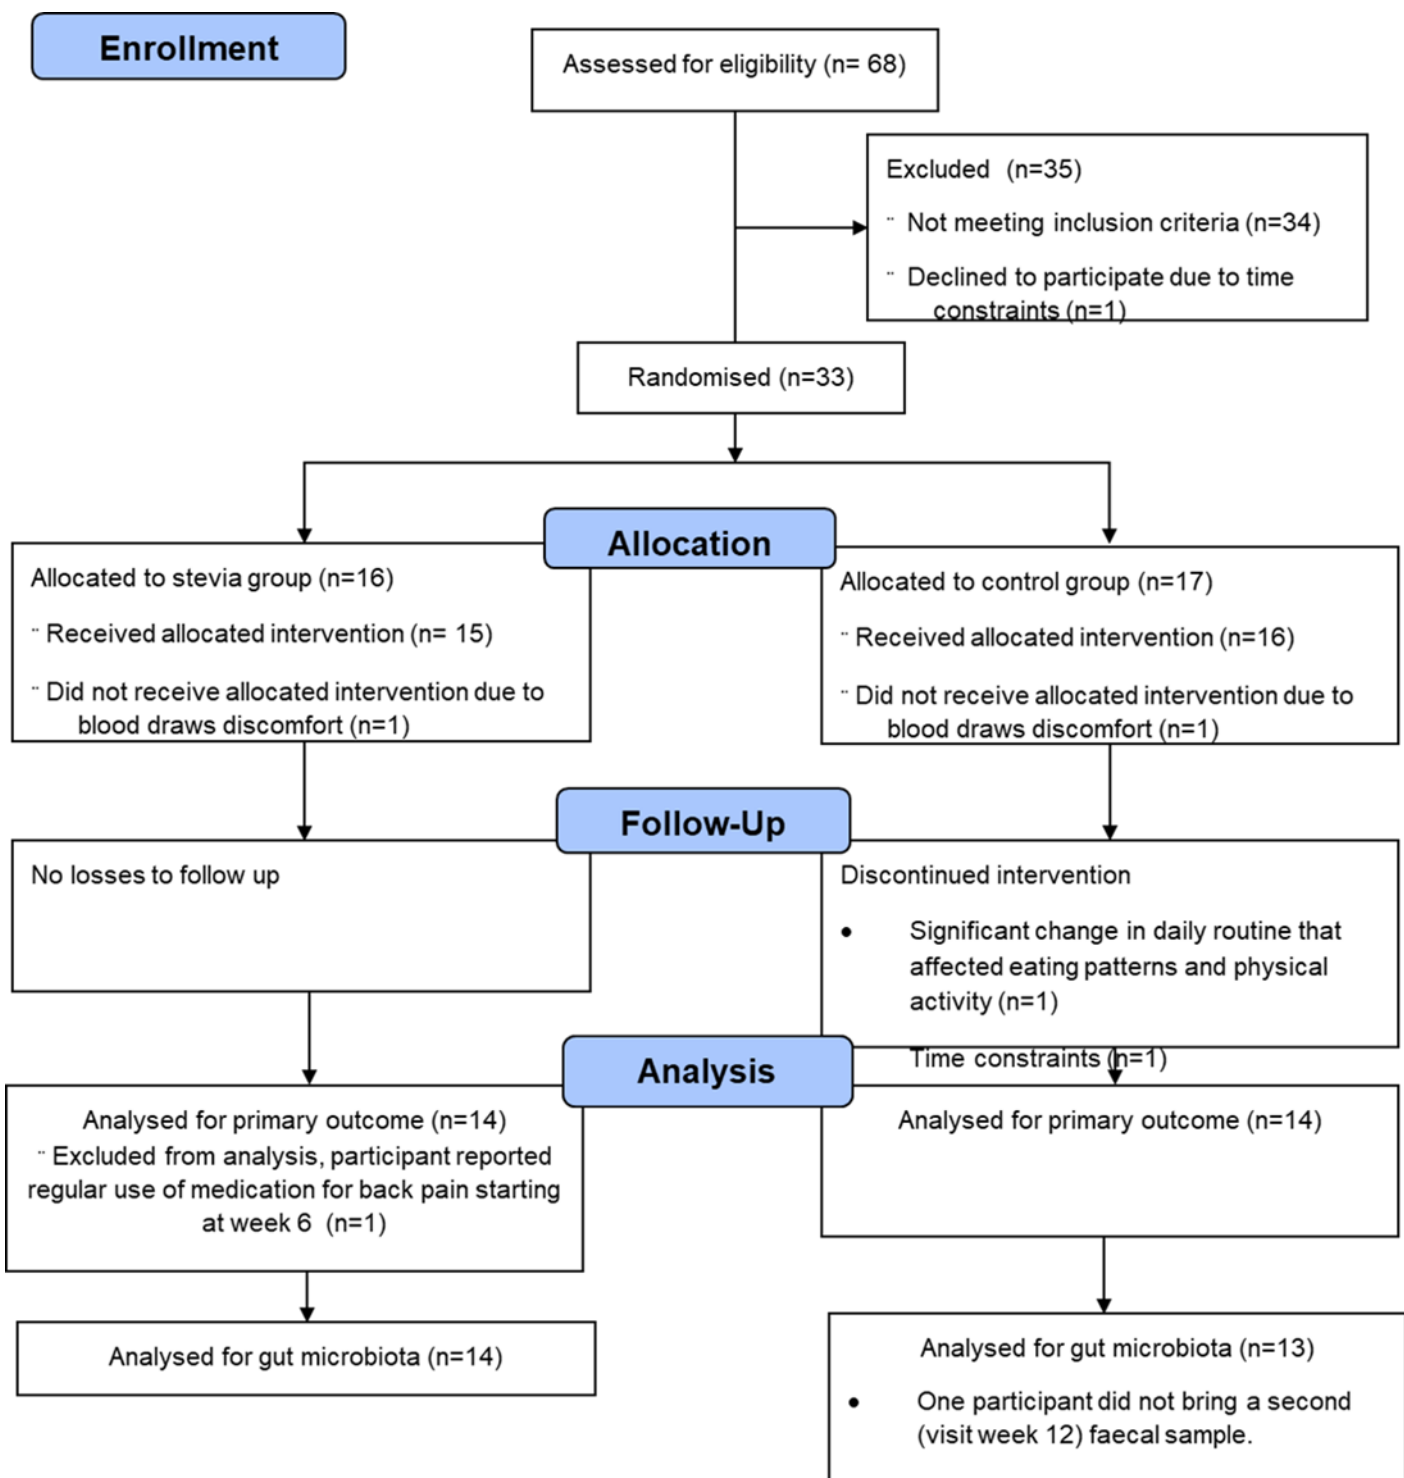 Enrollment
Assessed for eligibility (n= 68)
Excluded (n=35)
¨ Not meeting inclusion criteria (n=34)
¨ Declined to participate due to time
constraints (n=1)
Randomised (n=33)
Allocation
Allocated to stevia group (n=16)
¨ Received allocated intervention (n= 15)
¨ Did not receive allocated intervention due to
blood draws discomfort (n=1)
Allocated to control group (n=17)
¨ Received allocated intervention (n=16)
¨ Did not receive allocated intervention due to
blood draws discomfort (n=1)
Follow-Up
No losses to follow up
Discontinued intervention
• Significant change in daily routine that
affected eating patterns and physical
activity (n=1)
Time constraints (n=1)
Analysis
Analysed for primary outcome (n=14)
¨ Excluded from analysis, participant reported
regular use of medication for back pain starting
at week 6 (n=1)
Analysed for primary outcome (n=14)
Analysed for gut microbiota (n=14)
Analysed for gut microbiota (n=13)
• One participant did not bring a second
(visit week 12) faecal sample.